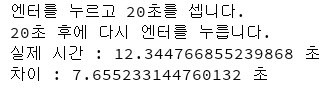 엔터를 누르고 20초를 셉니다.
20초 후에 다시 엔터를 누릅니다.
실제 시간 : 12.344766855239868 초
차이 : 7.655233144760132 초